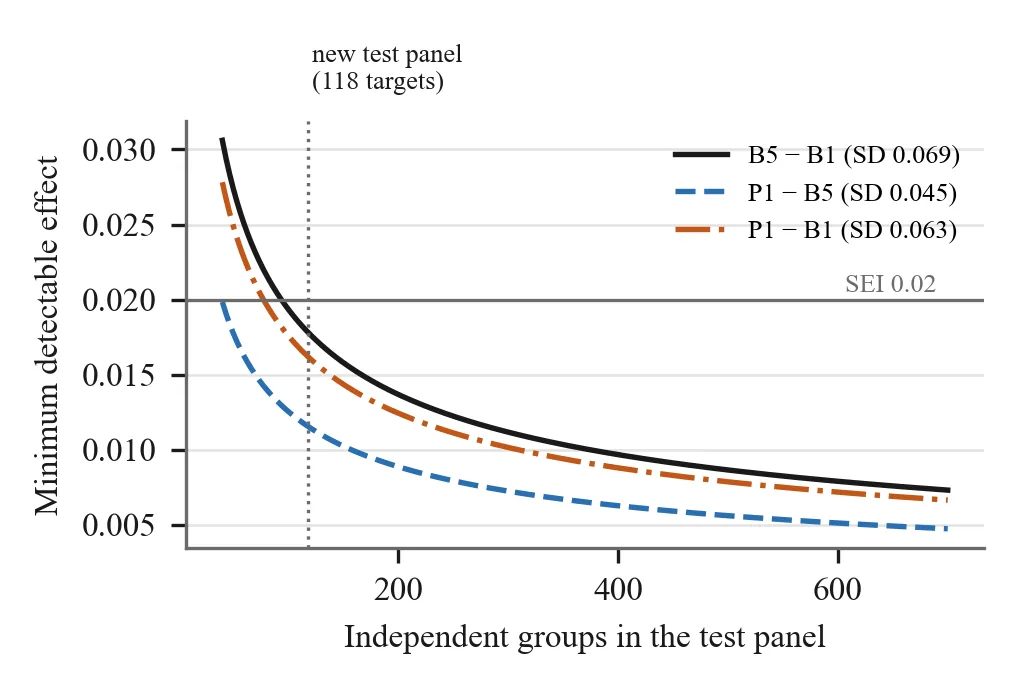 new test panel
(118 targets)
Minimum detectable effect
0.030
0.025
0.020
0.015
0.010
0.005
B5 − B1 (SD 0.069)
P1 − B5 (SD 0.045)
P1 − B1 (SD 0.063)
SEI 0.02
200
400
600
Independent groups in the test panel